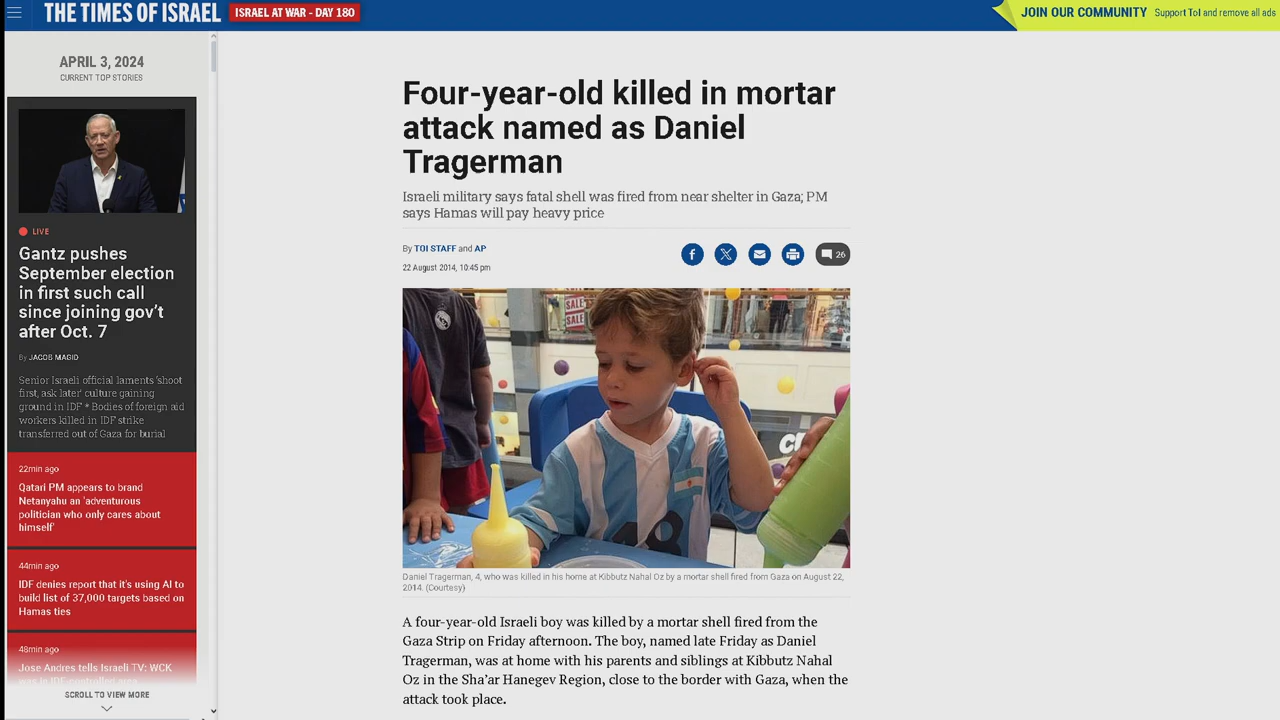 THE TIMES OF ISRAEL
ISRAEL AT WAR - DAY 180
JOIN OUR COMMUNITY Support ToI and remove all ads
APRIL 3, 2024
CURRENT TOP STORIES
LIVE
Gantz pushes
September election
in first such call
since joining gov't
after Oct. 7
By JACOB MAGID
Senior Israeli official laments 'shoot
first, ask later' culture gaining
ground in IDF * Bodies of foreign aid
workers killed in IDF strike
transferred out of Gaza for burial
22min ago
Qatari PM appears to brand
Netanyahu an 'adventurous
politician who only cares about
himself'
44min ago
IDF denies report that it's using AI to
build list of 37,000 targets based on
Hamas ties
48min ago
Jose Andres tells Israeli TV: WCK
was in IDF-controlled area
SCROLL TO VIEW MORE
Four-year-old killed in mortar
attack named as Daniel
Tragerman
Israeli military says fatal shell was fired from near shelter in Gaza; PM
says Hamas will pay heavy price
By TOI STAFF and AP
22 August 2014, 10:45 pm
26
SALE
SALE
48
Daniel Tragerman, 4, who was killed in his home at Kibbutz Nahal Oz by a mortar shell fired from Gaza on August 22,
2014. (Courtesy)
A four-year-old Israeli boy was killed by a mortar shell fired from the
Gaza Strip on Friday afternoon. The boy, named late Friday as Daniel
Tragerman, was at home with his parents and siblings at Kibbutz Nahal
Oz in the Sha'ar Hanegev Region, close to the border with Gaza, when the
attack took place.